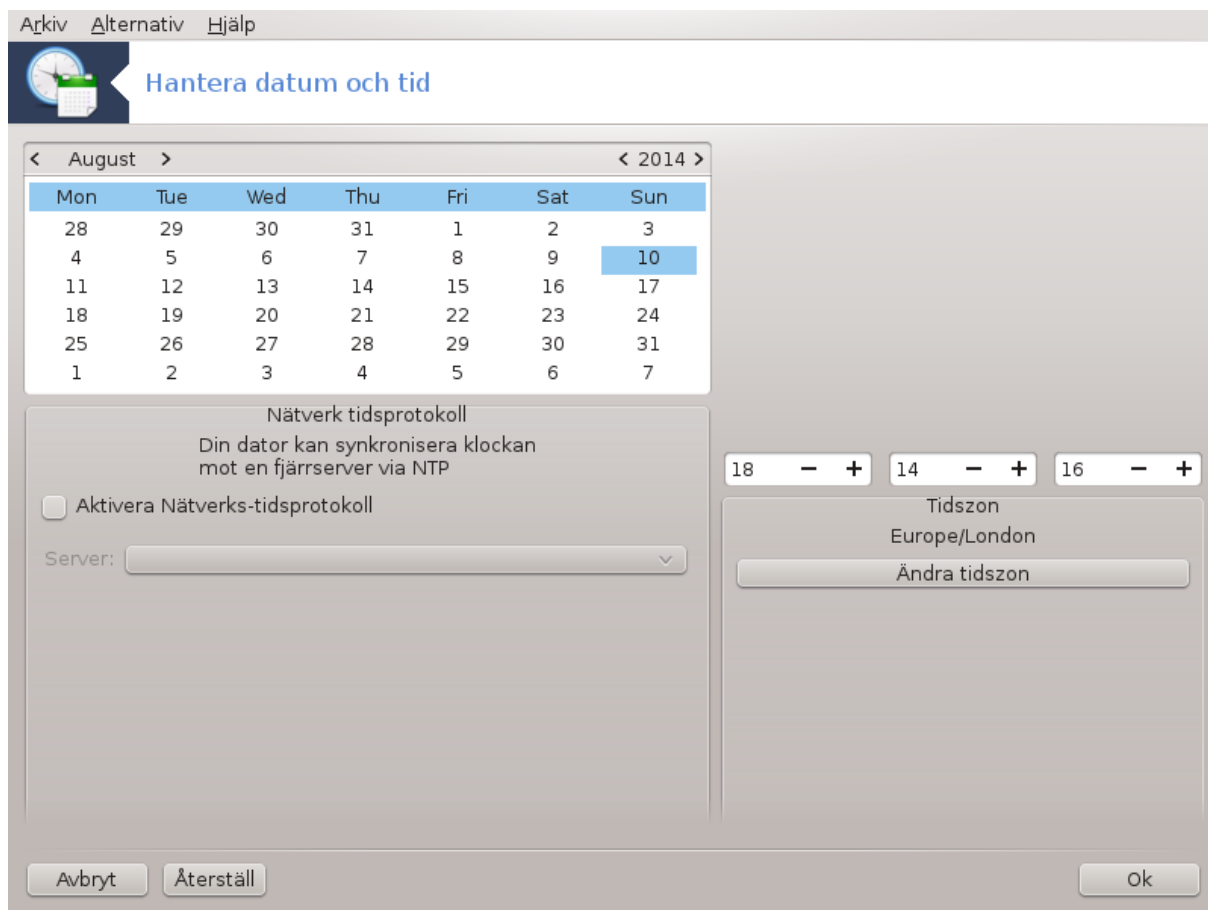 Arkiv Alternativ Hjälp
Hantera datum och tid
< August > < 2014 >
Mon Tue Wed Thu Fri Sat Sun
28 29 30 31 1 2 3
4 5 6 7 8 9 10
11 12 13 14 15 16 17
18 19 20 21 22 23 24
25 26 27 28 29 30 31
1 2 3 4 5 6 7
Nätverk tidsprotokoll
Din dator kan synkronisera klockan
mot en fjärrserver via NTP
Aktivera Nätverks-tidsprotokoll
Server:
18 − + 14 − + 16 − +
Tidszon
Europe/London
Ändra tidszon
Avbryt Återställ Ok